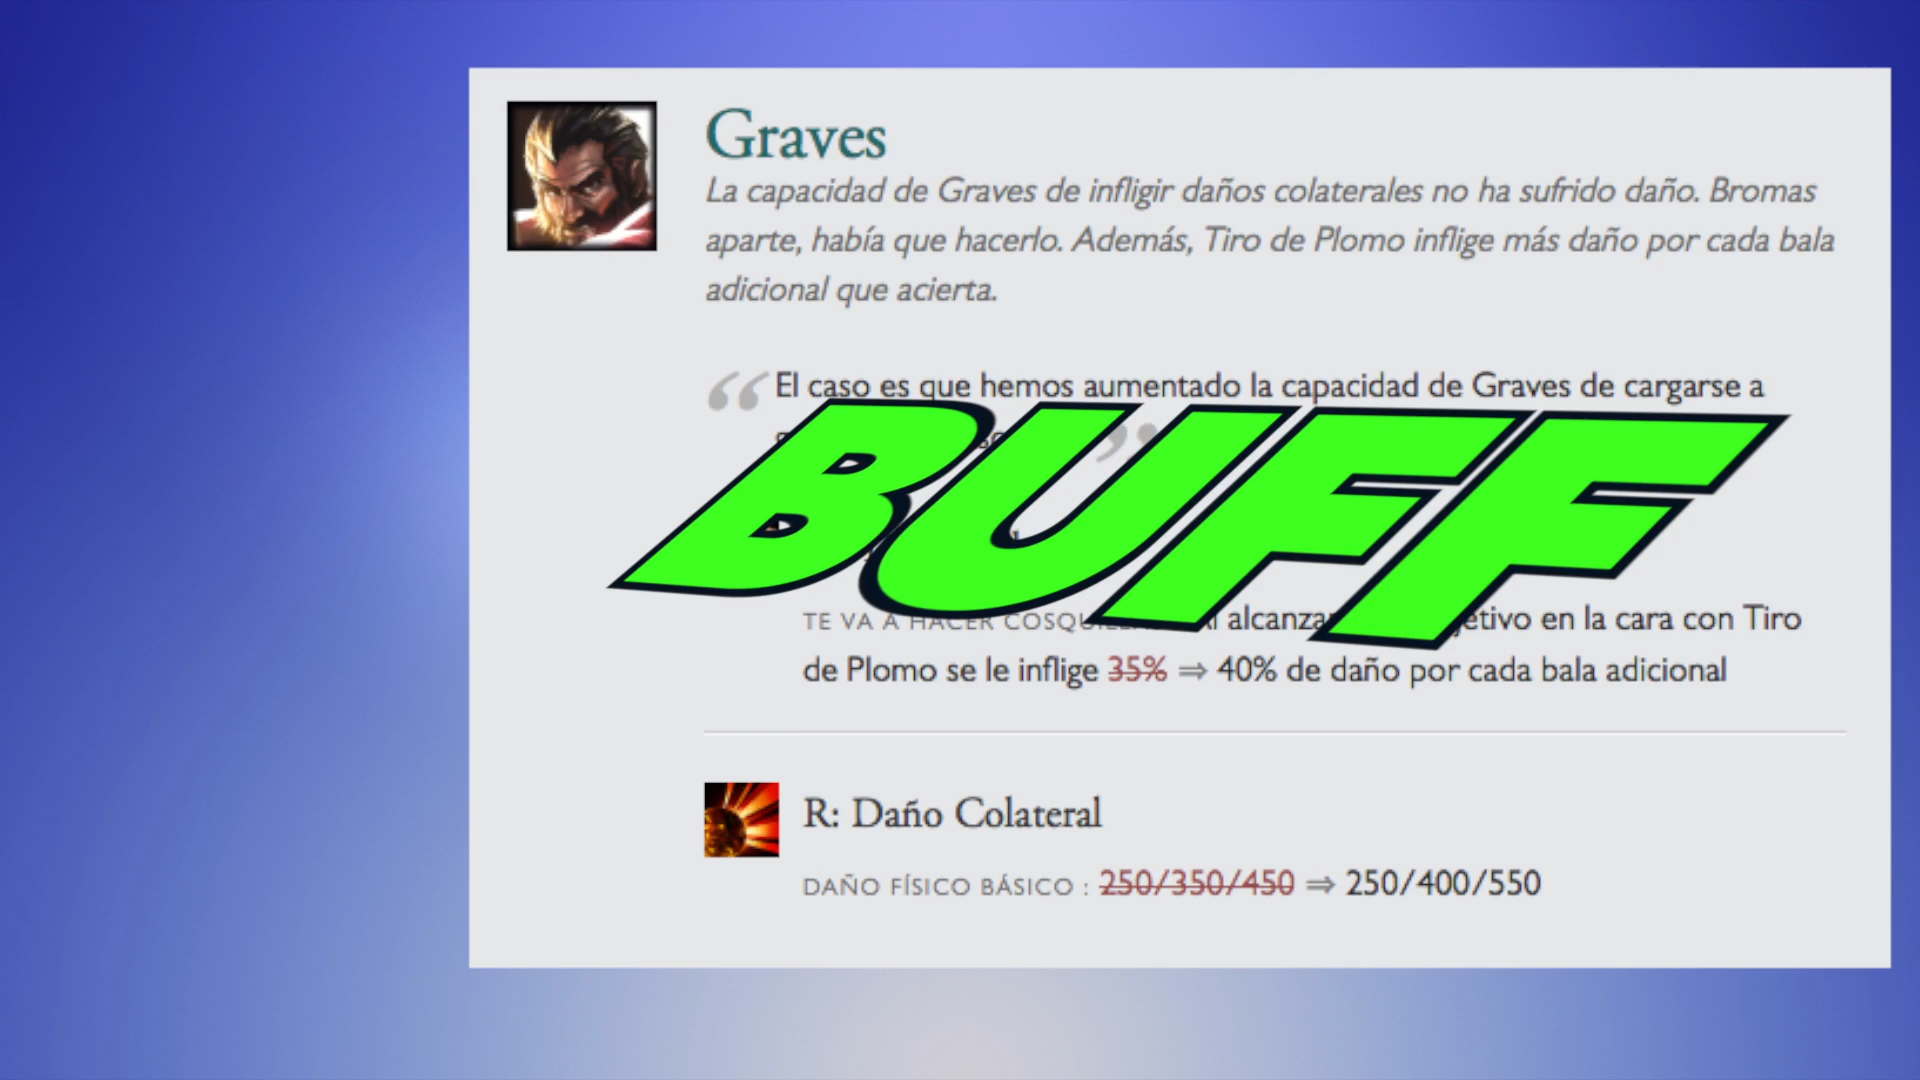 Graves
La capacidad de Graves de infligir daños colaterales no ha sufrido daño. Bromas
aparte, había que hacerlo. Además, Tiro de Plomo inflige más daño por cada bala
adicional que acierta.
“ El caso es que hemos aumentado la capacidad de Graves de cargarse a
”
BUFF
TE VA A HACER alcanzar en la cara con Tiro
de Plomo se le inflige 35% ⇒ 40% de daño por cada bala adicional
R: Daño Colateral
DAÑO FÍSICO BÁSICO : 250/350/450 ⇒ 250/400/550